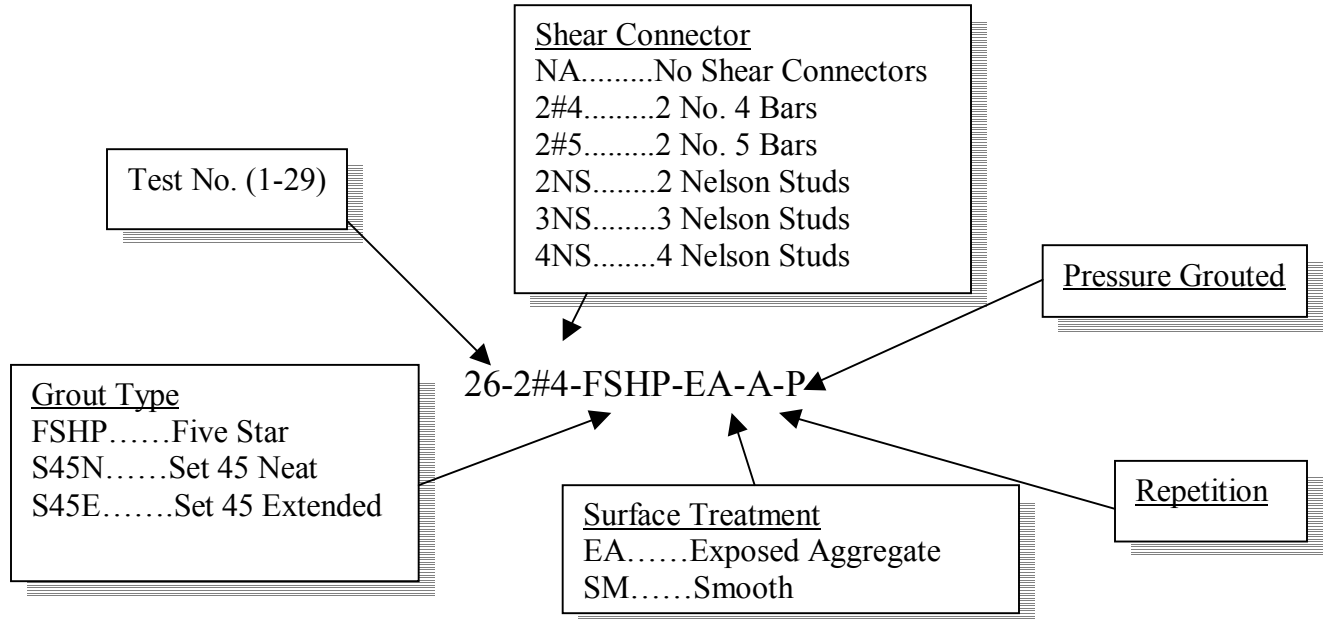 Shear Connector
NA.........No Shear Connectors
2#4.........2 No. 4 Bars
2#5.........2 No. 5 Bars
2NS........2 Nelson Studs
3NS........3 Nelson Studs
4NS........4 Nelson Studs
Test No. (1-29)
Pressure Grouted
26-2#4-FSHP-EA-A-P
Grout Type
FSHP……Five Star
S45N……Set 45 Neat
S45E…….Set 45 Extended
Surface Treatment
EA……Exposed Aggregate
SM……Smooth
Repetition